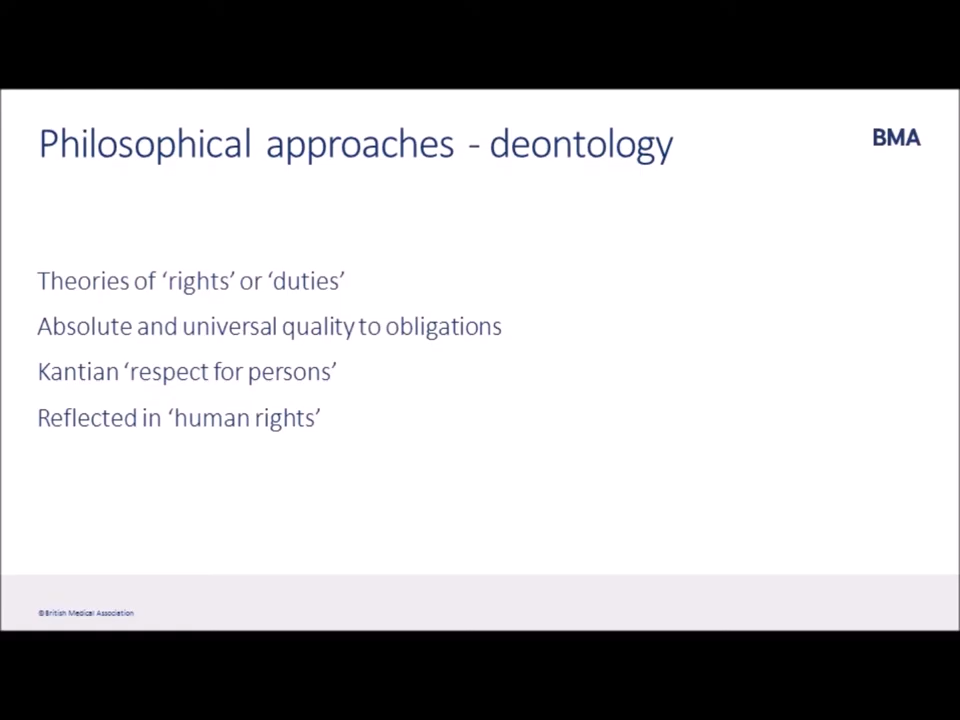 Philosophical approaches - deontology
BMA
Theories of ‘rights’ or ‘duties’
Absolute and universal quality to obligations
Kantian ‘respect for persons’
Reflected in ‘human rights’
©British Medical Association